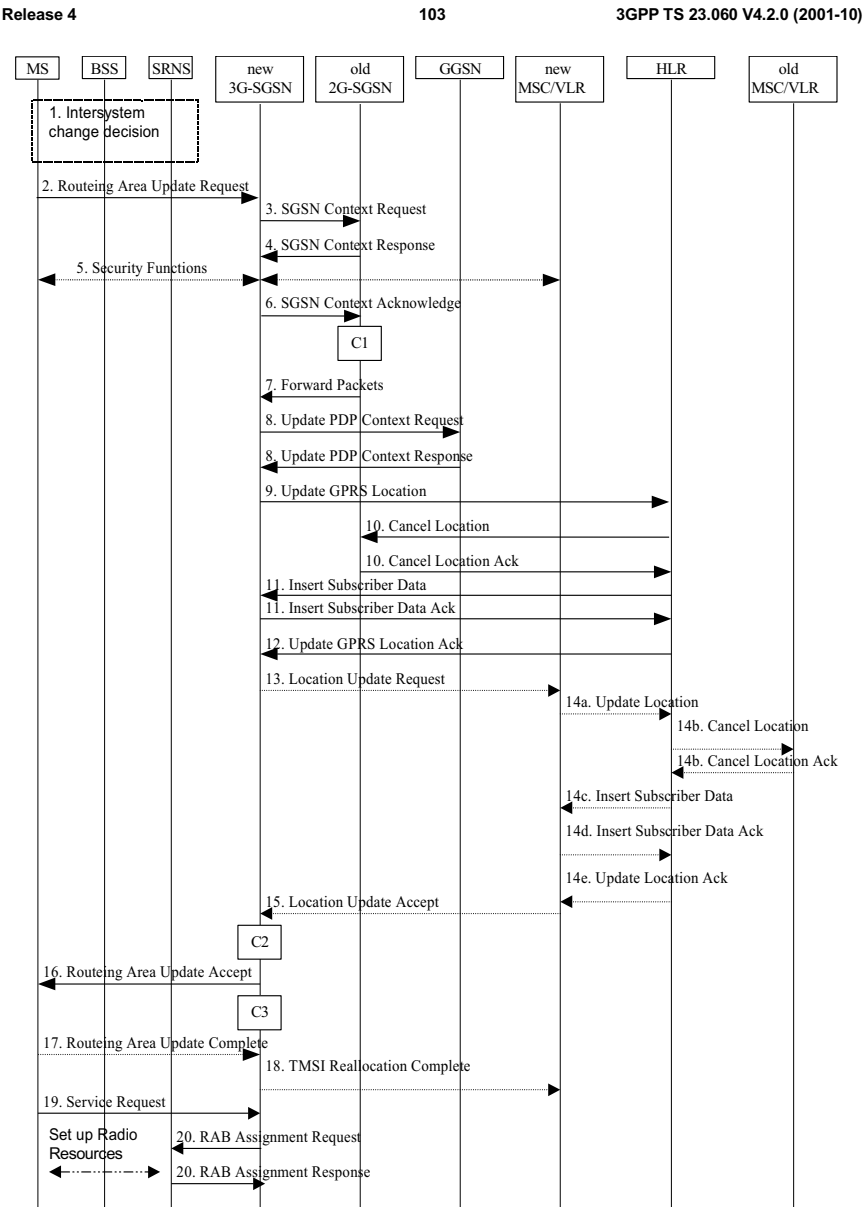 Release 4 103 3GPP TS 23.060 V4.2.0 (2001-10)
MS BSS SRNS new 3G-SGSN old 2G-SGSN GGSN new MSC/VLR HLR old MSC/VLR
1. Intersystem
change decision
2. Routeing Area Update Request
3. SGSN Context Request
4. SGSN Context Response
5. Security Functions
6. SGSN Context Acknowledge
C1
7. Forward Packets
8. Update PDP Context Request
8. Update PDP Context Response
9. Update GPRS Location
10. Cancel Location
10. Cancel Location Ack
11. Insert Subscriber Data
11. Insert Subscriber Data Ack
12. Update GPRS Location Ack
13. Location Update Request
14a. Update Location
14b. Cancel Location
14b. Cancel Location Ack
14c. Insert Subscriber Data
14d. Insert Subscriber Data Ack
14e. Update Location Ack
15. Location Update Accept
C2
16. Routeing Area Update Accept
C3
17. Routeing Area Update Complete
18. TMSI Reallocation Complete
19. Service Request
Set up Radio
Resources
20. RAB Assignment Request
20. RAB Assignment Response